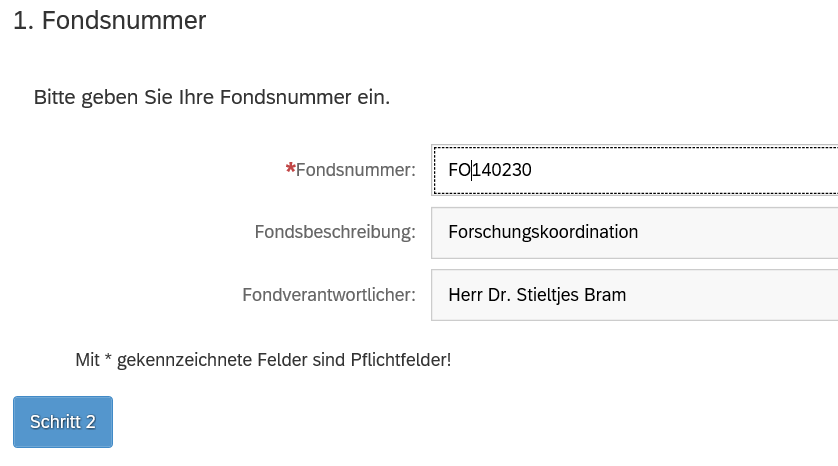 1. Fondsnummer
Bitte geben Sie Ihre Fondsnummer ein.
*Fondsnummer: FO140230
Fondsbeschreibung: Forschungskoordination
Fondverantwortlicher: Herr Dr. Stieltjes Bram
Mit * gekennzeichnete Felder sind Pflichtfelder!
Schritt 2